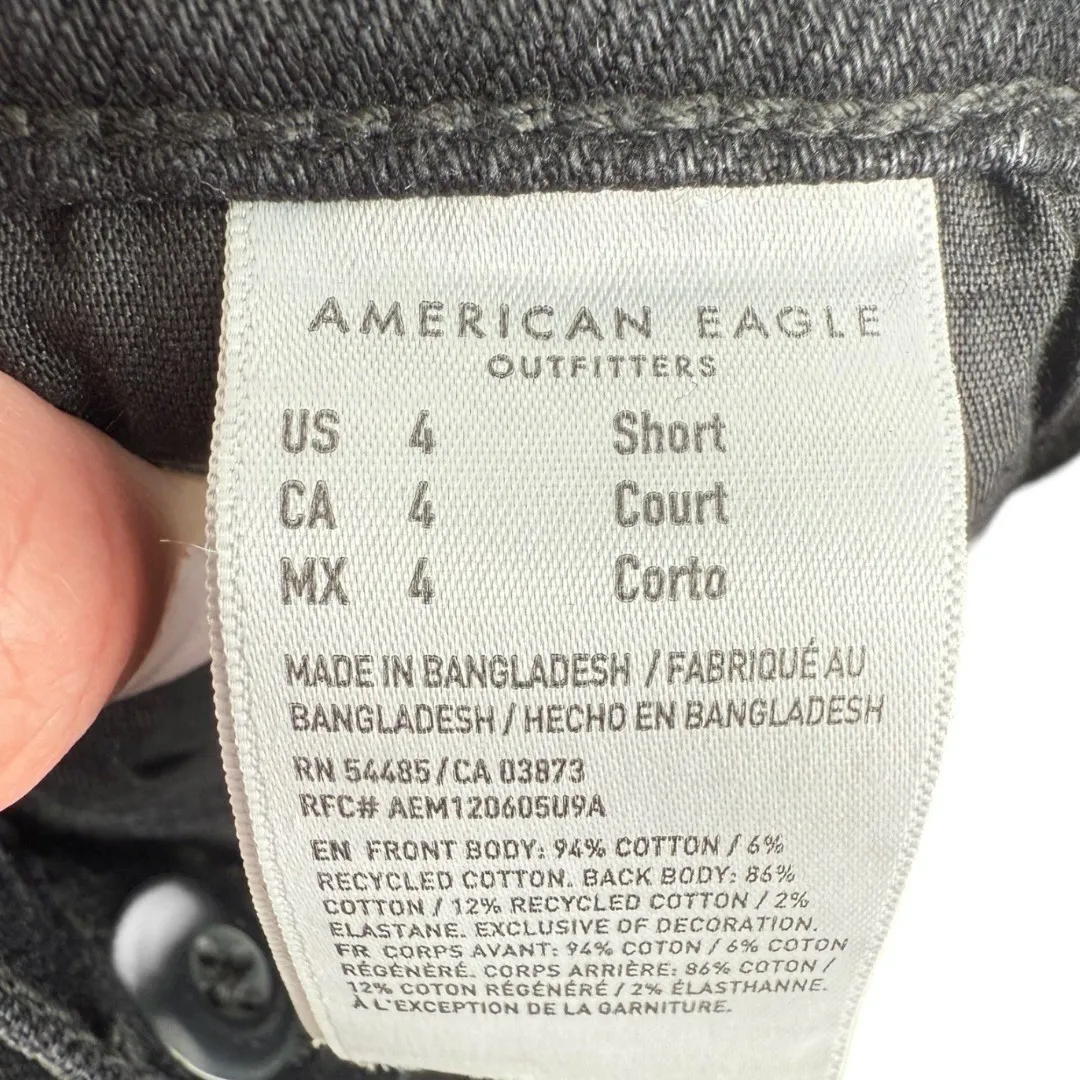 AMERICAN EAGLE
OUTFITTERS
US 4 Short
CA 4 Court
MX 4 Corto
MADE IN BANGLADESH / FABRIQUÉ AU
BANGLADESH / HECHO EN BANGLADESH
RN 54485/CA 03873
RFC# AEM120605U9A
EN FRONT BODY: 94% COTTON / 6%
RECYCLED COTTON. BACK BODY: 86%
COTTON / 12% RECYCLED COTTON / 2%
ELASTANE. EXCLUSIVE OF DECORATION.
FR CORPS AVANT: 94% COTON / 6% COTON
RÉGÉNÉRÉ. CORPS ARRIÈRE: 86% COTON /
12% COTON RÉGÉNÉRÉ / 2% ÉLASTHANNE.
À L'EXCEPTION DE LA GARNITURE.